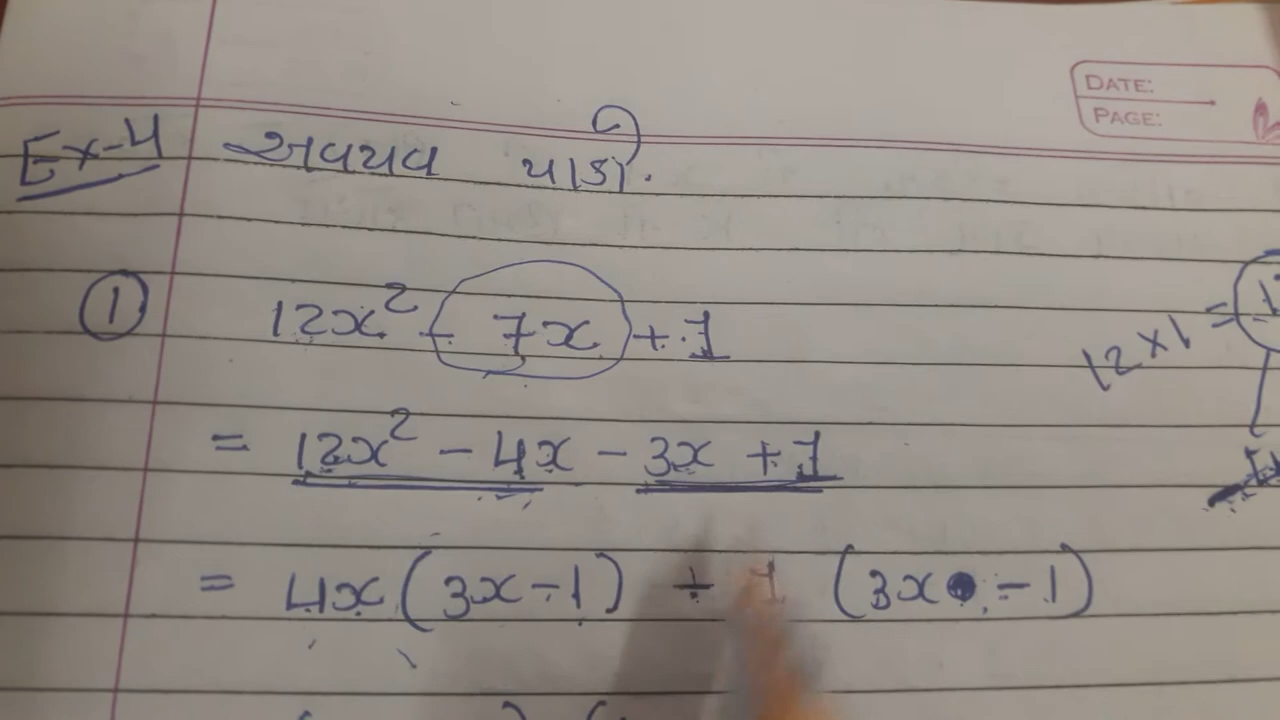 DATE:
PAGE:
Ex-4 અવયવ પાડો.
① 12x² - 7x + 1
12 × 1 =
= 12x² - 4x - 3x + 1
= 4x (3x - 1) - 1 (3x - 1)